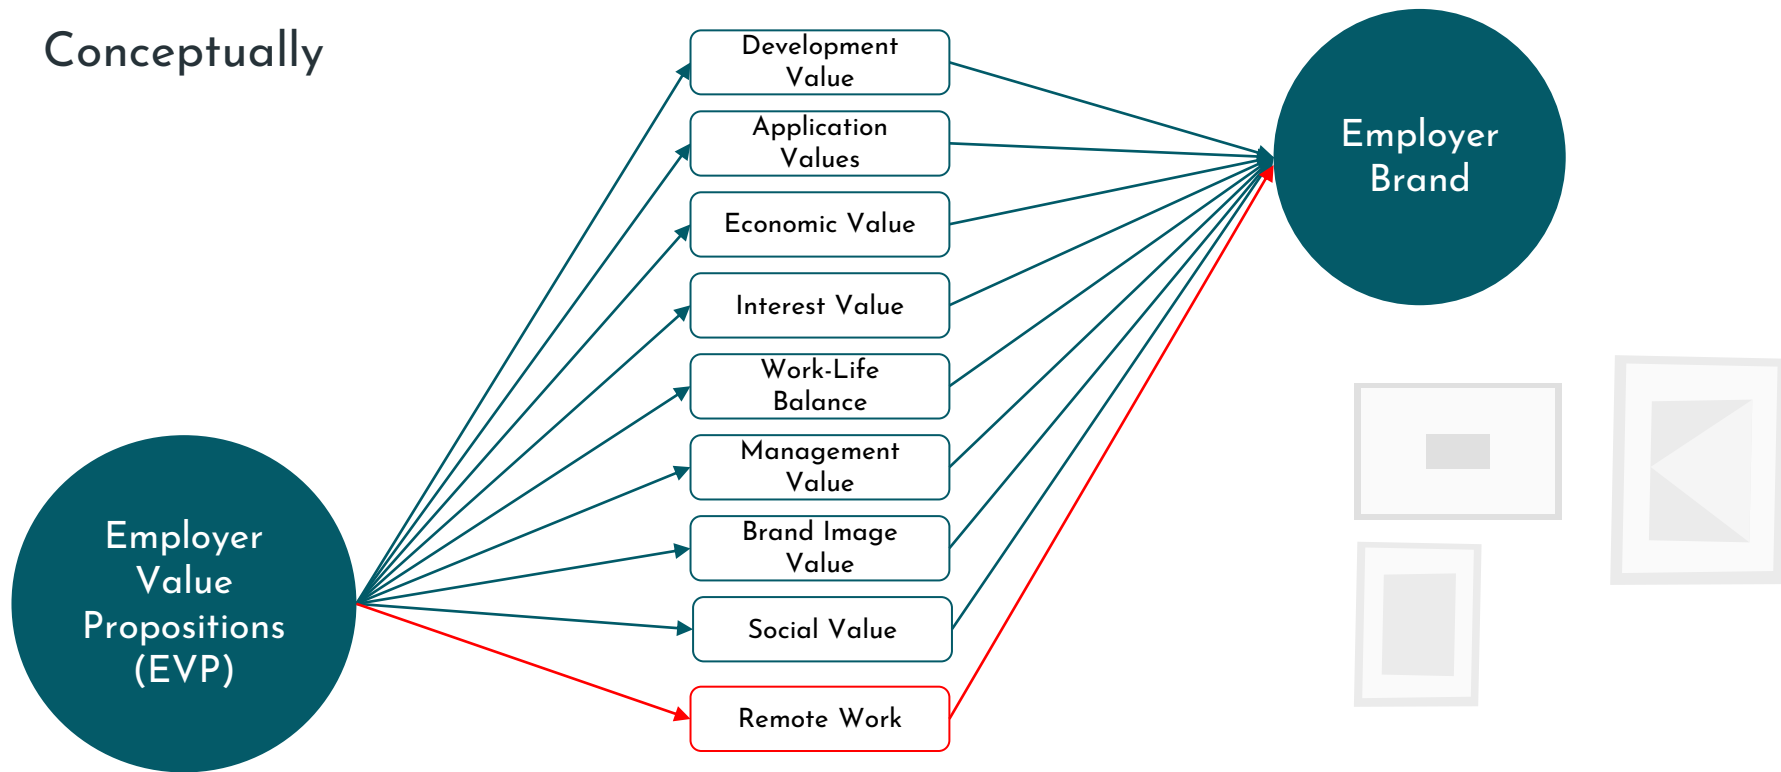 Conceptually
Development
Value
Application
Values
Economic Value
Interest Value
Work-Life
Balance
Management
Value
Brand Image
Value
Social Value
Remote Work
Employer
Value
Propositions
(EVP)
Employer
Brand